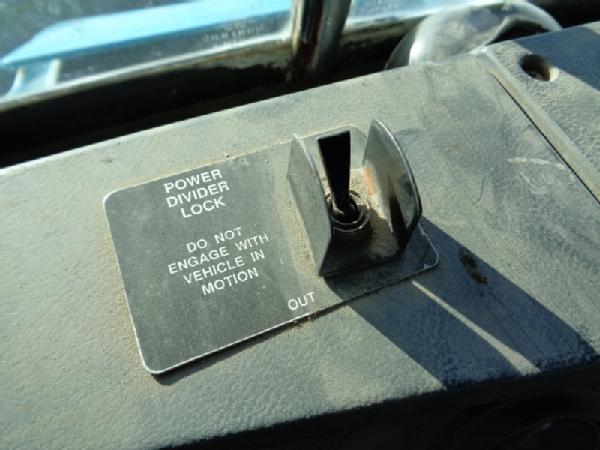 POWER
DIVIDER
LOCK
DO NOT
ENGAGE WITH
VEHICLE IN
MOTION
OUT